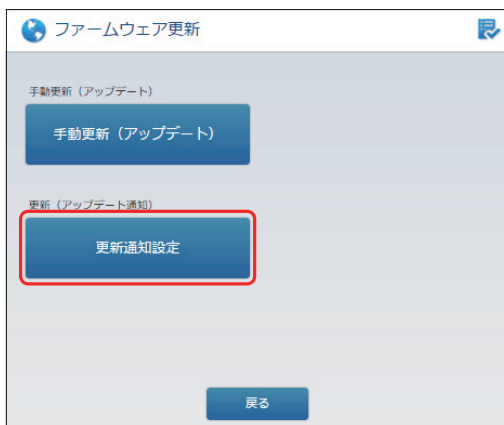 ファームウェア更新
手動更新（アップデート）
手動更新（アップデート）
更新（アップデート通知）
更新通知設定
戻る